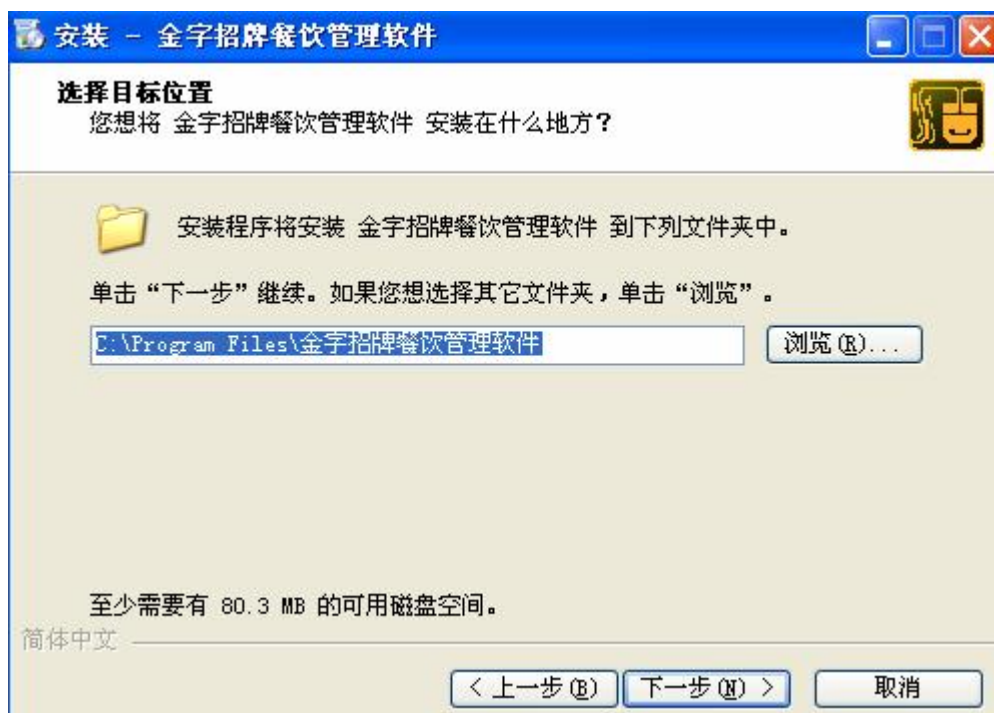 安装 - 金字招牌餐饮管理软件
选择目标位置
您想将 金字招牌餐饮管理软件 安装在什么地方?
安装程序将安装 金字招牌餐饮管理软件 到下列文件夹中。
单击“下一步”继续。如果您想选择其它文件夹，单击“浏览”。
C:\Program Files\金字招牌餐饮管理软件 浏览(R)...
至少需要有 80.3 MB 的可用磁盘空间。
简体中文
< 上一步(B) 下一步(N) > 取消